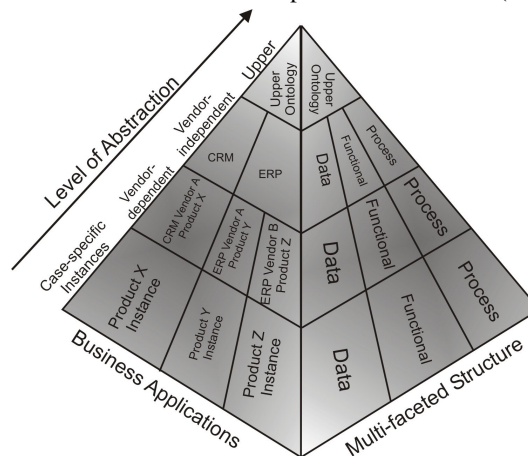 Level of Abstraction
Upper
Vendor-
independent
Vendor-
dependent
Case-specific
Instances
Upper
Ontology
Upper
Ontology
CRM
ERP
Data
Functional
Process
CRM Vendor A
Product X
ERP Vendor A
Product Y
ERP Vendor B
Product Z
Data
Functional
Process
Product X
Instance
Product Y
Instance
Product Z
Instance
Data
Functional
Process
Business Applications
Multi-faceted Structure